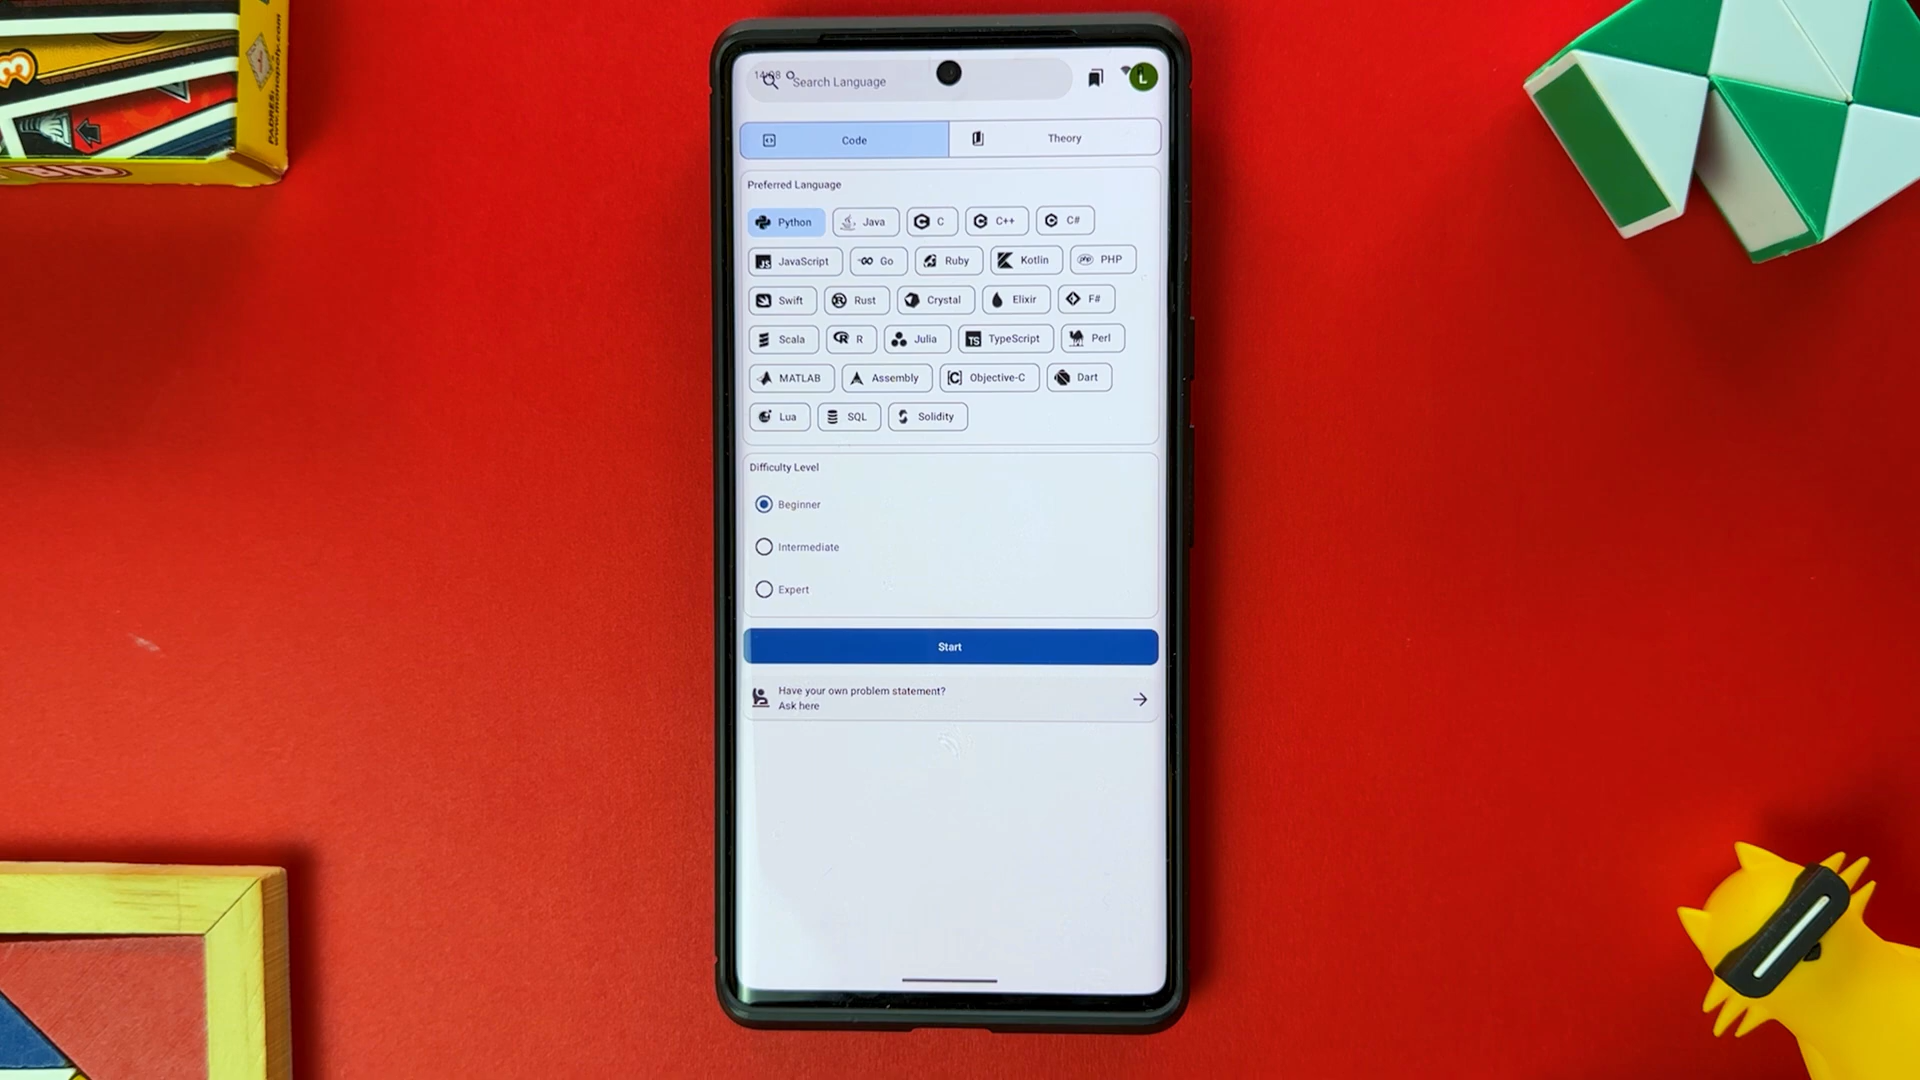 Search Language
L
Code
Theory
Preferred Language
Python
Java
C
C++
C#
JavaScript
Go
Ruby
Kotlin
PHP
Swift
Rust
Crystal
Elixir
F#
Scala
R
Julia
TypeScript
Perl
MATLAB
Assembly
Objective-C
Dart
Lua
SQL
Solidity
Difficulty Level
Beginner
Intermediate
Expert
Start
Have your own problem statement?
Ask here